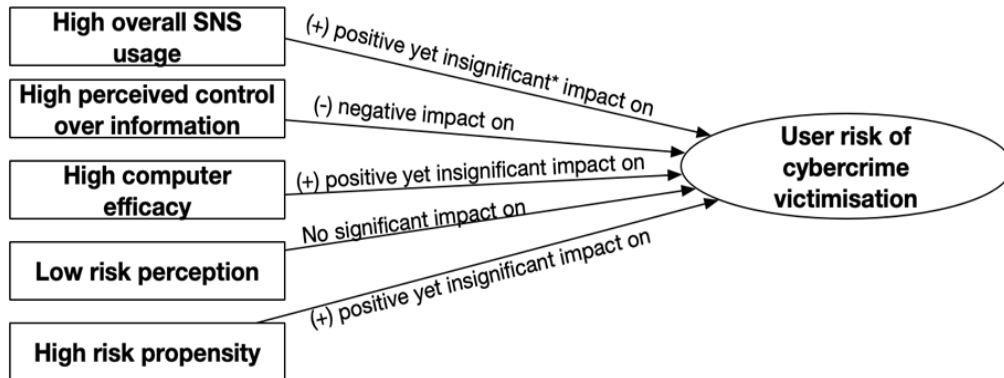 High overall SNS
usage
(+) positive yet insignificant* impact on
High perceived control
over information
(-) negative impact on
High computer
efficacy
(+) positive yet insignificant impact on
Low risk perception
No significant impact on
High risk propensity
(+) positive yet insignificant impact on
User risk of
cybercrime
victimisation